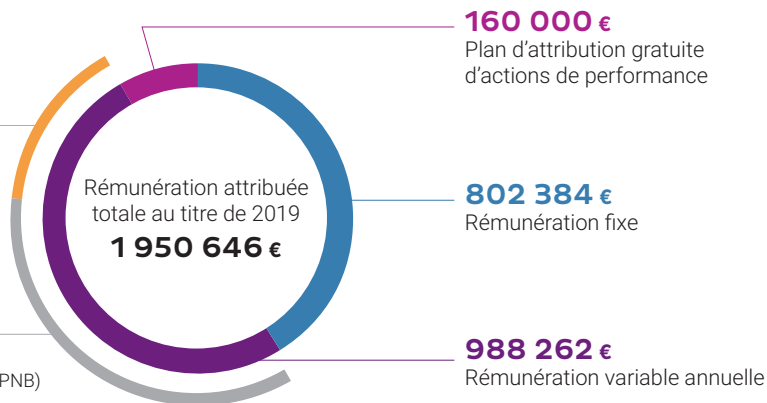 160 000 €
Plan d'attribution gratuite
d'actions de performance
Rémunération attribuée
totale au titre de 2019
1 950 646 €
802 384 €
Rémunération fixe
988 262 €
Rémunération variable annuelle
PNB)